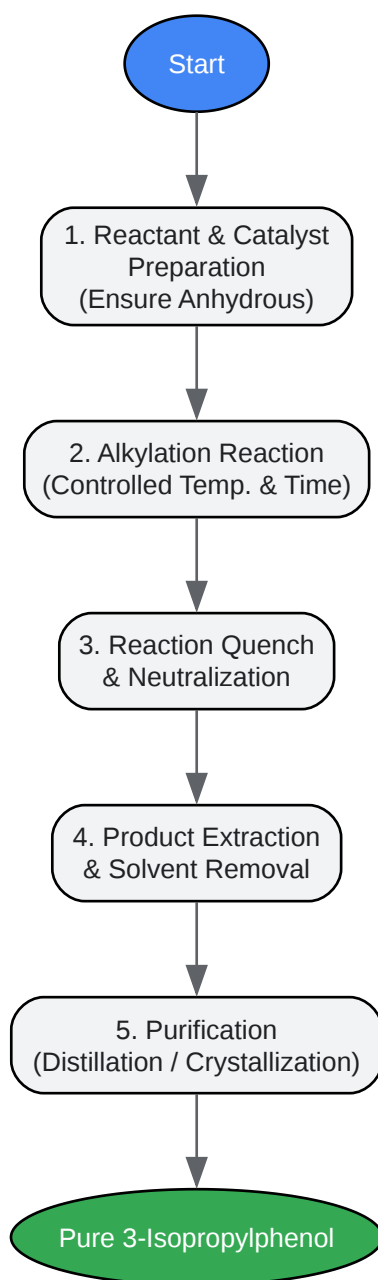 Start
1. Reactant & Catalyst
Preparation
(Ensure Anhydrous)
2. Alkylation Reaction
(Controlled Temp. & Time)
3. Reaction Quench
& Neutralization
4. Product Extraction
& Solvent Removal
5. Purification
(Distillation / Crystallization)
Pure 3-Isopropylphenol